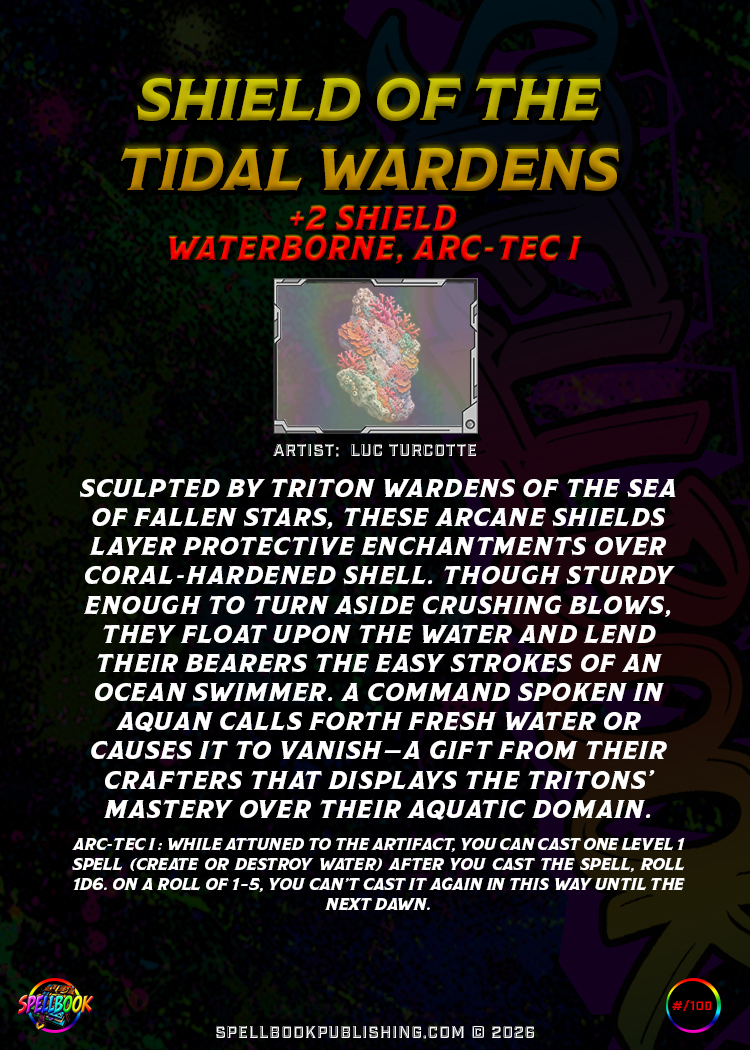 SHIELD OF THE
TIDAL WARDENS
+2 SHIELD
WATERBORNE, ARC-TEC I
ARTIST: LUC TURCOTTE
SCULPTED BY TRITON WARDENS OF THE SEA
OF FALLEN STARS, THESE ARCANE SHIELDS
LAYER PROTECTIVE ENCHANTMENTS OVER
CORAL-HARDENED SHELL. THOUGH STURDY
ENOUGH TO TURN ASIDE CRUSHING BLOWS,
THEY FLOAT UPON THE WATER AND LEND
THEIR BEARERS THE EASY STROKES OF AN
OCEAN SWIMMER. A COMMAND SPOKEN IN
AQUAN CALLS FORTH FRESH WATER OR
CAUSES IT TO VANISH—A GIFT FROM THEIR
CRAFTERS THAT DISPLAYS THE TRITONS'
MASTERY OVER THEIR AQUATIC DOMAIN.
ARC-TEC I : WHILE ATTUNED TO THE ARTIFACT, YOU CAN CAST ONE LEVEL 1
SPELL (CREATE OR DESTROY WATER) AFTER YOU CAST THE SPELL, ROLL
1D6. ON A ROLL OF 1-5, YOU CAN'T CAST IT AGAIN IN THIS WAY UNTIL THE
NEXT DAWN.
SPELLBOOK
#/100
SPELLBOOKPUBLISHING.COM © 2026